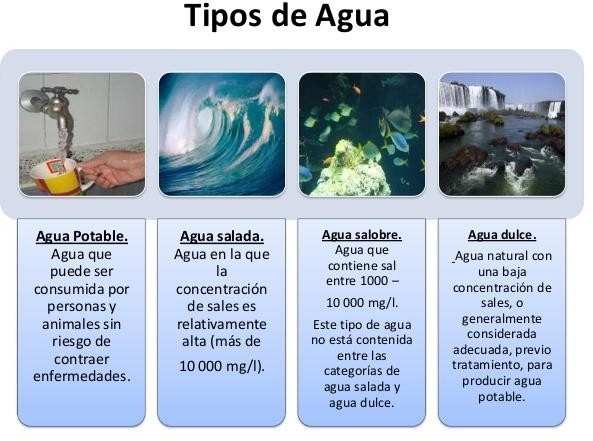 Tipos de Agua
Agua Potable.
Agua que
puede ser
consumida por
personas y
animales sin
riesgo de
contraer
enfermedades.
Agua salada.
Agua en la que
la
concentración
de sales es
relativamente
alta (más de
10 000 mg/l).
Agua salobre.
Agua que
contiene sal
entre 1000 –
10 000 mg/l.
Este tipo de agua
no está contenida
entre las
categorías de
agua salada y
agua dulce.
Agua dulce.
Agua natural con
una baja
concentración de
sales, o
generalmente
considerada
adecuada, previo
tratamiento, para
producir agua
potable.